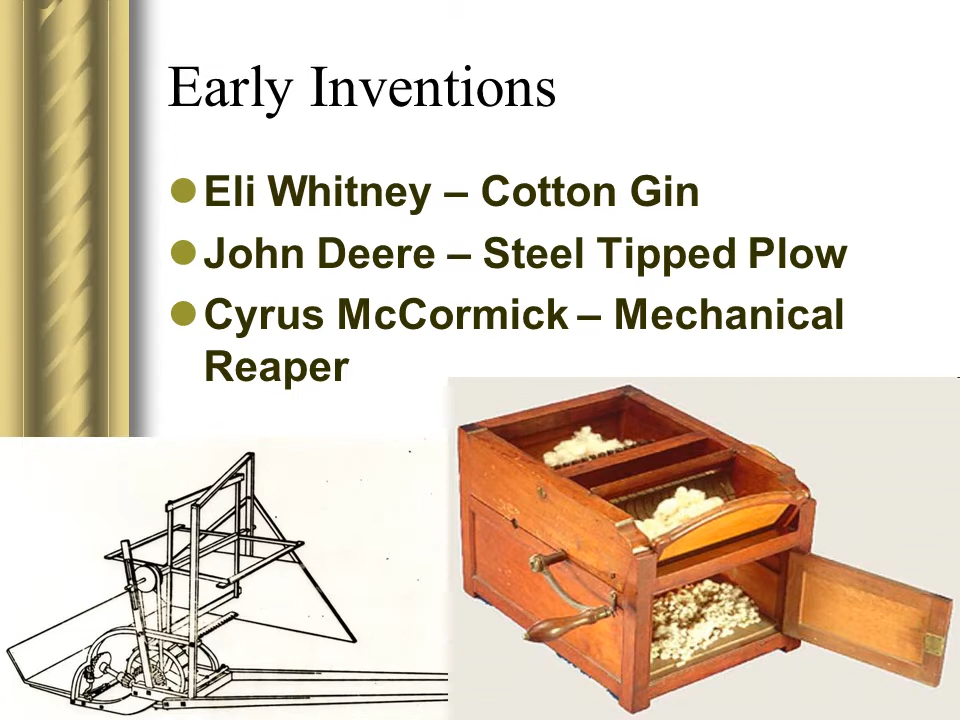 Early Inventions
Eli Whitney – Cotton Gin
John Deere – Steel Tipped Plow
Cyrus McCormick – Mechanical
Reaper